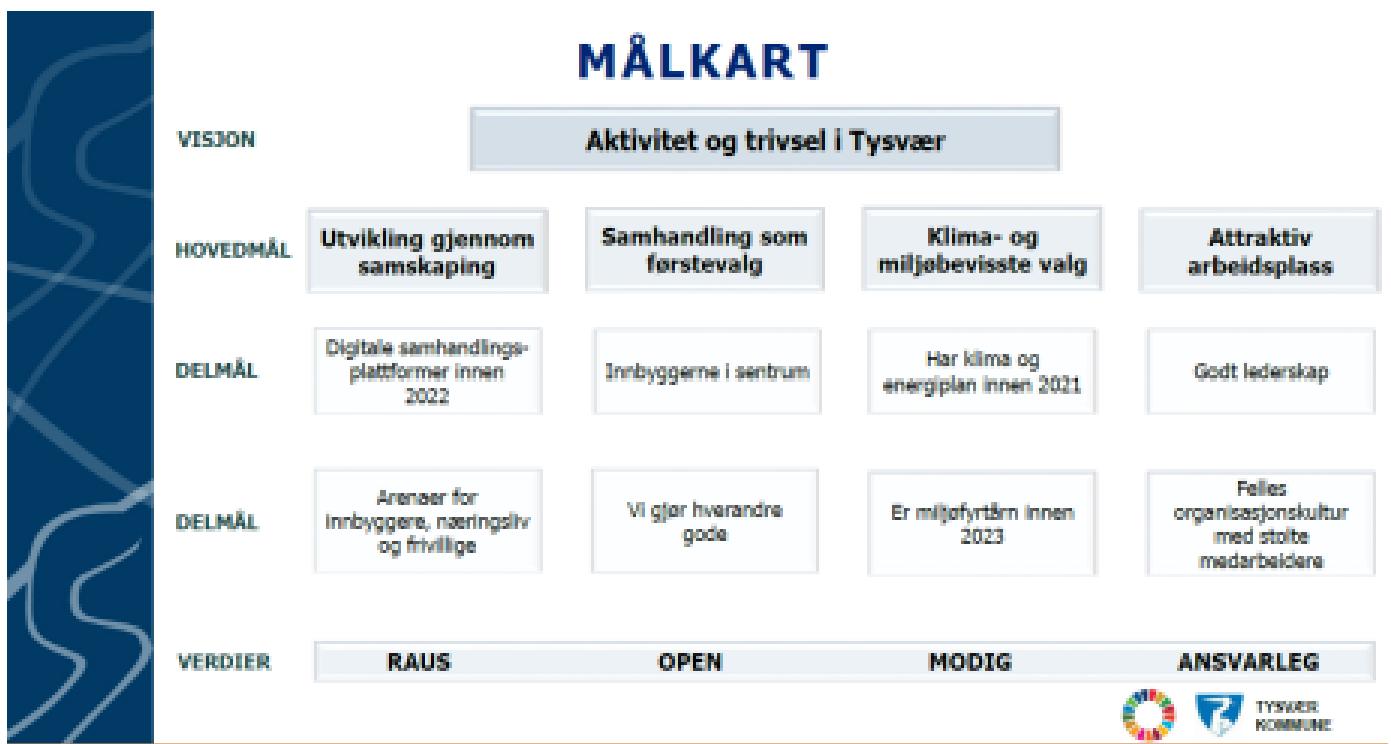 MÅLKART
VISJON
Aktivitet og trivsel i Tysvær
HOVEDMÅL
Utvikling gjennom
samskaping
Samhandling som
førstevalg
Klima- og
miljøbevisste valg
Attraktiv
arbeidsplass
DELMÅL
Digitale samhandlings-
plattformer innen
2022
Innbyggerne i sentrum
Har klima og
energiplan innen 2021
Godt lederskap
DELMÅL
Arenaer for
innbyggere, næringsliv
og frivillige
Vi gjør hverandre
gode
Er miljøfyrtårn innen
2023
Felles
organisasjonskultur
med stolte
medarbeidere
VERDIER
RAUS
OPEN
MODIG
ANSVARLEG
TYSVÆR
KOMMUNE